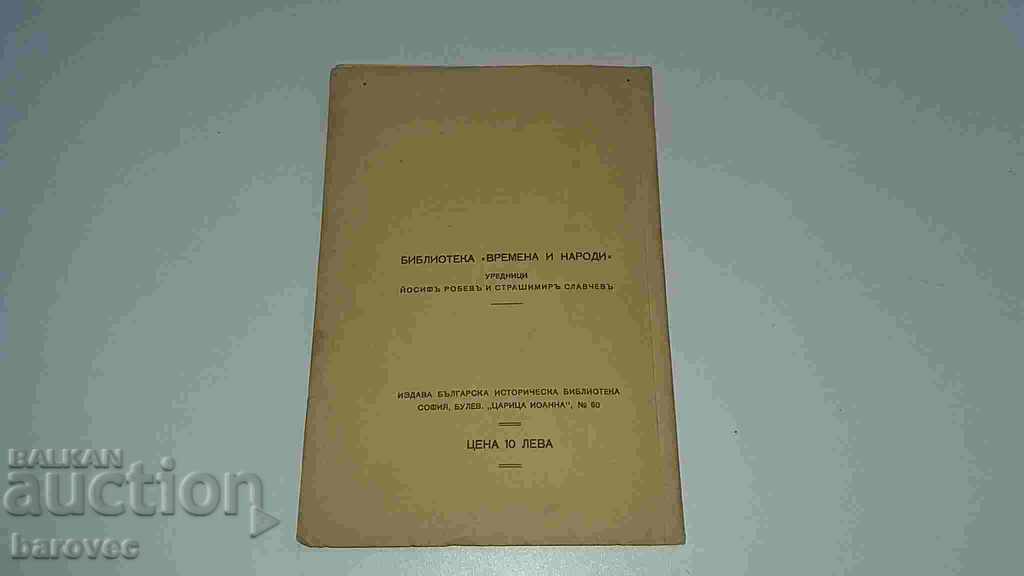 БИБЛИОТЕКА «ВРЕМЕНА И НАРОДИ»
УРЕДНИЦИ
ЙОСИФЪ РОБЕВЪ И СТРАШИМИРЪ СЛАВЧЕВЪ
ИЗДАВА БЪЛГАРСКА ИСТОРИЧЕСКА БИБЛИОТЕКА
СОФИЯ, БУЛЕВ. „ЦАРИЦА ИОАННА", № 60
ЦЕНА 10 ЛЕВА
BALKAN
auction
barovec